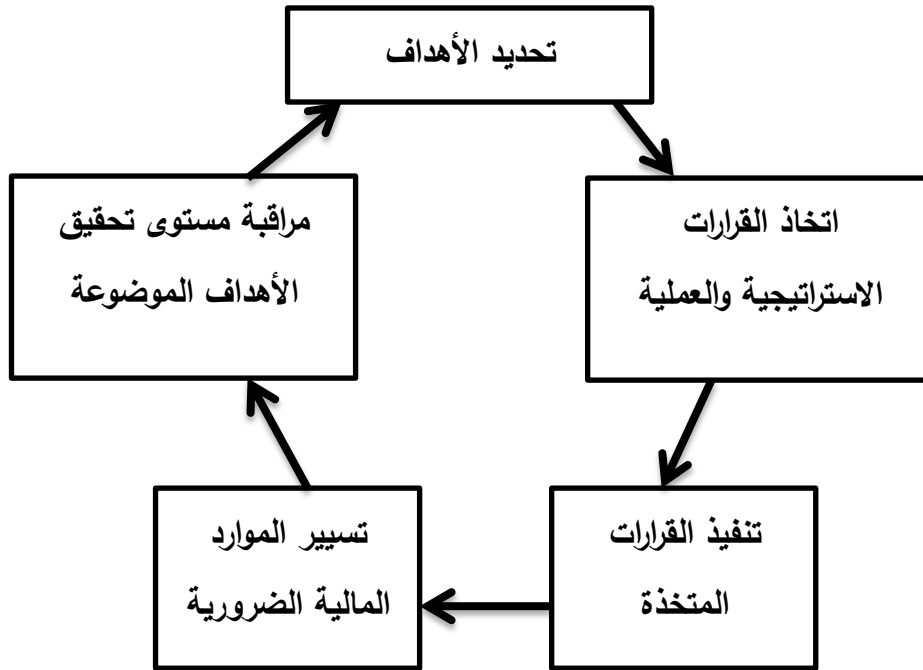 تحديد الأهداف
اتخاذ القرارات
الاستراتيجية والعملية
تنفيذ القرارات
المتخذة
تسيير الموارد
المالية الضرورية
مراقبة مستوى تحقيق
الأهداف الموضوعة